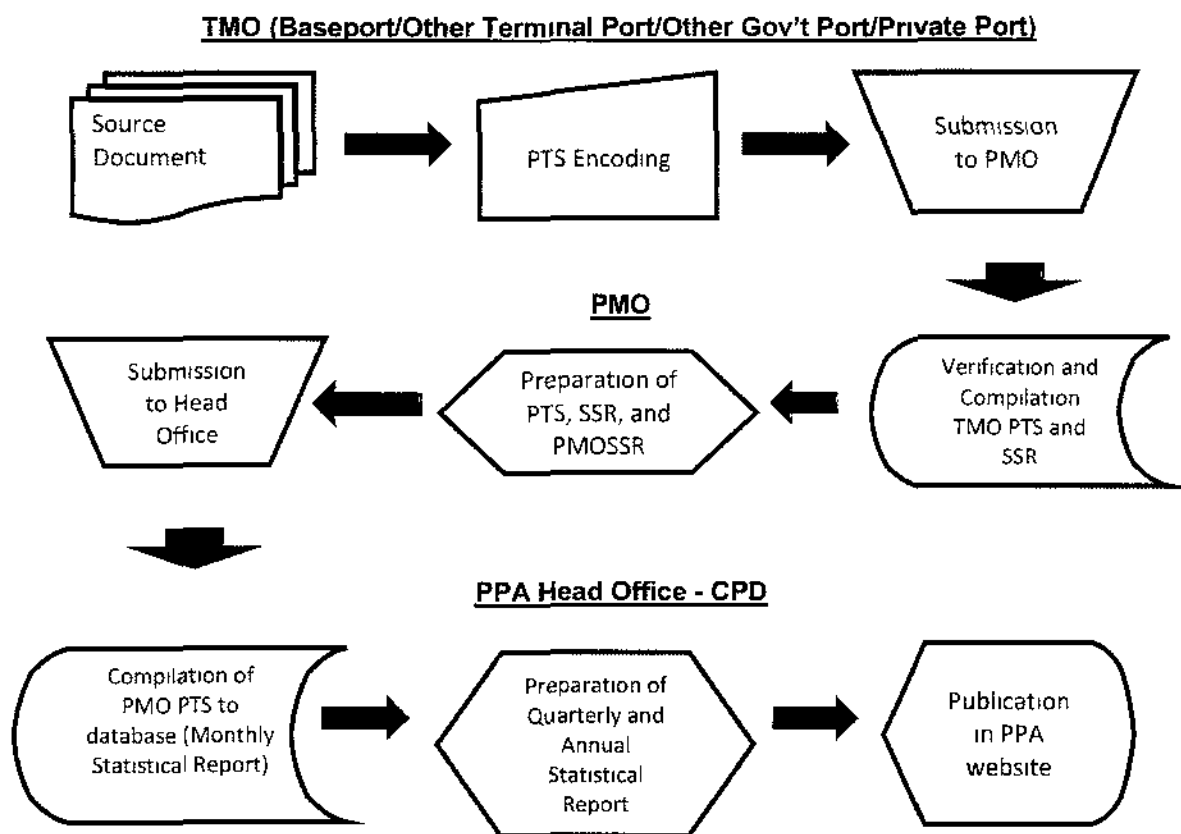 TMO (Baseport/Other Terminal Port/Other Gov't Port/Private Port)
Source
Document
PTS Encoding
Submission
to PMO
PMO
Verification and
Compilation
TMO PTS and
SSR
Preparation of
PTS, SSR, and
PMOSSR
Submission
to Head
Office
PPA Head Office - CPD
Compilation of
PMO PTS to
database (Monthly
Statistical Report)
Preparation of
Quarterly and
Annual
Statistical
Report
Publication
in PPA
website